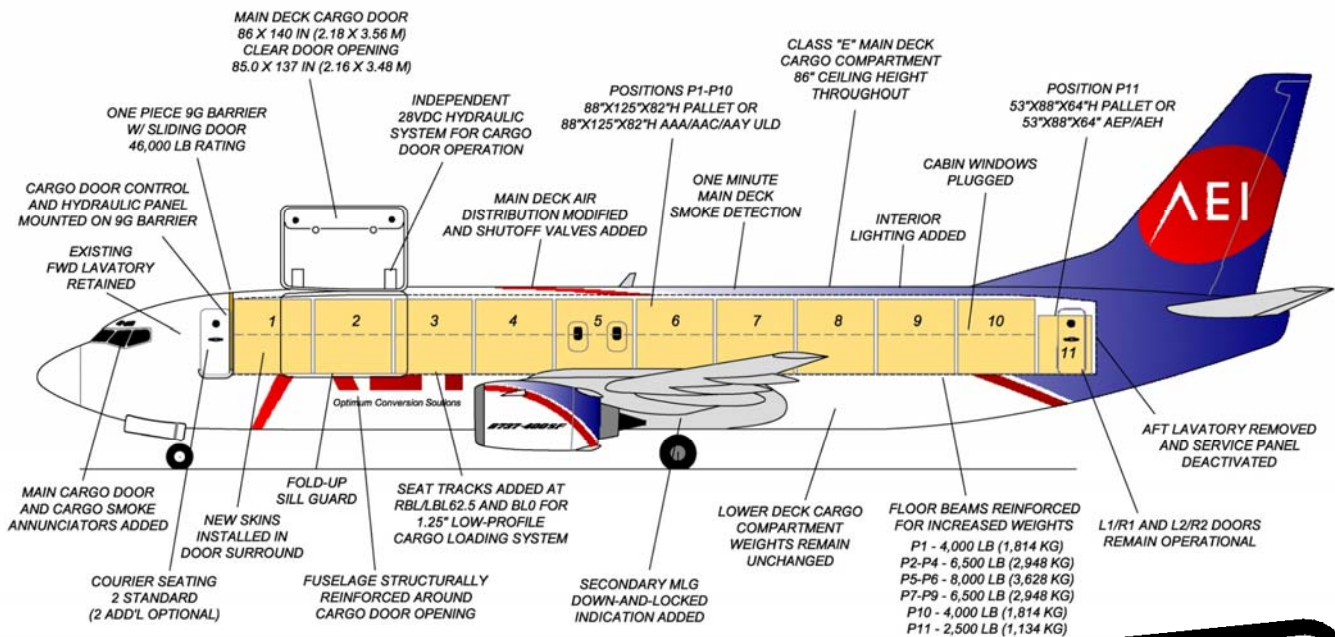 MAIN DECK CARGO DOOR
86 X 140 IN (2.18 X 3.56 M)
CLEAR DOOR OPENING
85.0 X 137 IN (2.16 X 3.48 M)
ONE PIECE 9G BARRIER
W/ SLIDING DOOR
46,000 LB RATING
CARGO DOOR CONTROL
AND HYDRAULIC PANEL
MOUNTED ON 9G BARRIER
EXISTING
FWD LAVATORY
RETAINED
INDEPENDENT
28VDC HYDRAULIC
SYSTEM FOR CARGO
DOOR OPERATION
MAIN DECK AIR
DISTRIBUTION MODIFIED
AND SHUTOFF VALVES ADDED
POSITIONS P1-P10
88"X125"X82"H PALLET OR
88"X125"X82"H AAA/AAC/AAY ULD
ONE MINUTE
MAIN DECK
SMOKE DETECTION
CLASS "E" MAIN DECK
CARGO COMPARTMENT
86" CEILING HEIGHT
THROUGHOUT
INTERIOR
LIGHTING ADDED
CABIN WINDOWS
PLUGGED
POSITION P11
53"X88"X64"H PALLET OR
53"X88"X64" AEP/AEH
AEI
1 2 3 4 5 6 7 8 9 10
11
Optimum Conversion Soutions
B737-400SF
MAIN CARGO DOOR
AND CARGO SMOKE
ANNUNCIATORS ADDED
COURIER SEATING
2 STANDARD
(2 ADD'L OPTIONAL)
NEW SKINS
INSTALLED IN
DOOR SURROUND
FOLD-UP
SILL GUARD
FUSELAGE STRUCTURALLY
REINFORCED AROUND
CARGO DOOR OPENING
SEAT TRACKS ADDED AT
RBL/LBL62.5 AND BL0 FOR
1.25" LOW-PROFILE
CARGO LOADING SYSTEM
SECONDARY MLG
DOWN-AND-LOCKED
INDICATION ADDED
LOWER DECK CARGO
COMPARTMENT
WEIGHTS REMAIN
UNCHANGED
FLOOR BEAMS REINFORCED
FOR INCREASED WEIGHTS
P1 - 4,000 LB (1,814 KG)
P2-P4 - 6,500 LB (2,948 KG)
P5-P6 - 8,000 LB (3,628 KG)
P7-P9 - 6,500 LB (2,948 KG)
P10 - 4,000 LB (1,814 KG)
P11 - 2,500 LB (1,134 KG)
L1/R1 AND L2/R2 DOORS
REMAIN OPERATIONAL
AFT LAVATORY REMOVED
AND SERVICE PANEL
DEACTIVATED